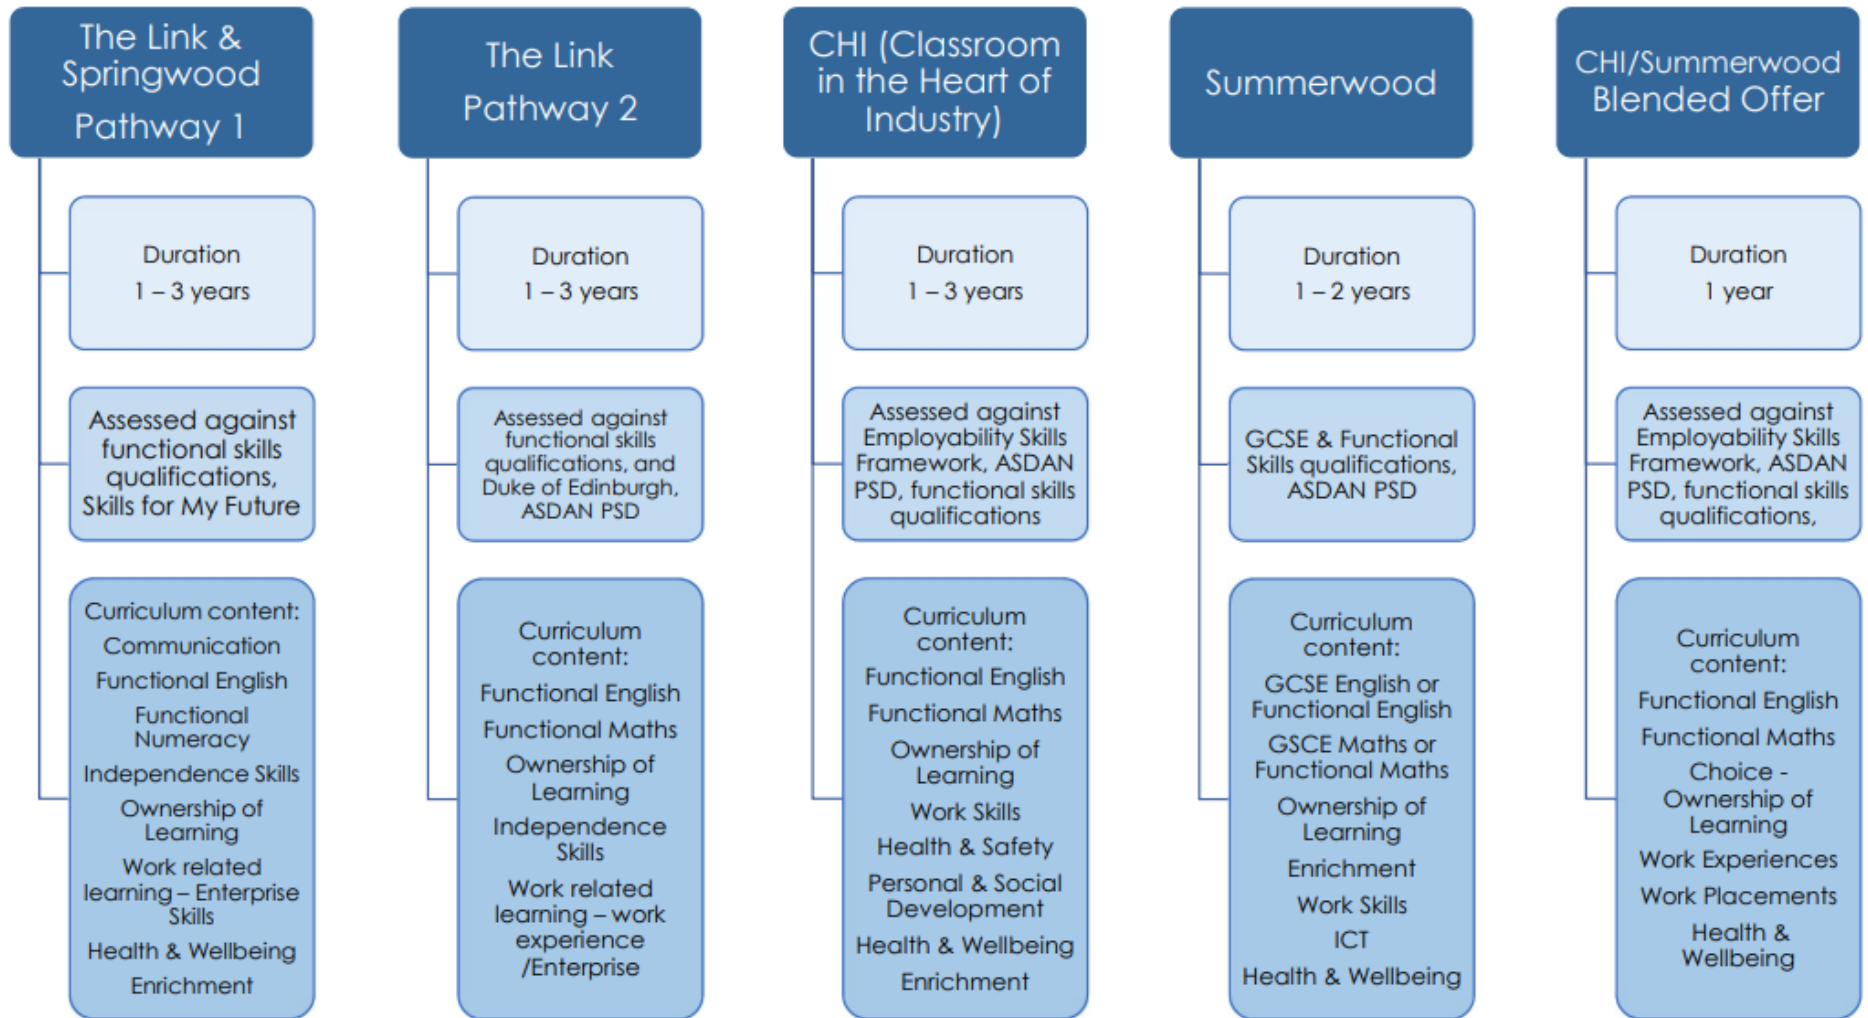 The Link &
Springwood
Pathway 1
Duration
1 – 3 years
Assessed against
functional skills
qualifications,
Skills for My Future
Curriculum content:
Communication
Functional English
Functional
Numeracy
Independence Skills
Ownership of
Learning
Work related
learning – Enterprise
Skills
Health & Wellbeing
Enrichment
The Link
Pathway 2
Duration
1 – 3 years
Assessed against
functional skills
qualifications, and
Duke of Edinburgh,
ASDAN PSD
Curriculum
content:
Functional English
Functional Maths
Ownership of
Learning
Independence
Skills
Work related
learning – work
experience
/Enterprise
CHI (Classroom
in the Heart of
Industry)
Duration
1 – 3 years
Assessed against
Employability Skills
Framework, ASDAN
PSD, functional skills
qualifications
Curriculum
content:
Functional English
Functional Maths
Ownership of
Learning
Work Skills
Health & Safety
Personal & Social
Development
Health & Wellbeing
Enrichment
Summerwood
Duration
1 – 2 years
GCSE & Functional
Skills qualifications,
ASDAN PSD
Curriculum
content:
GCSE English or
Functional English
GSCE Maths or
Functional Maths
Ownership of
Learning
Enrichment
Work Skills
ICT
Health & Wellbeing
CHI/Summerwood
Blended Offer
Duration
1 year
Assessed against
Employability Skills
Framework, ASDAN
PSD, functional skills
qualifications,
Curriculum
content:
Functional English
Functional Maths
Choice -
Ownership of
Learning
Work Experiences
Work Placements
Health &
Wellbeing